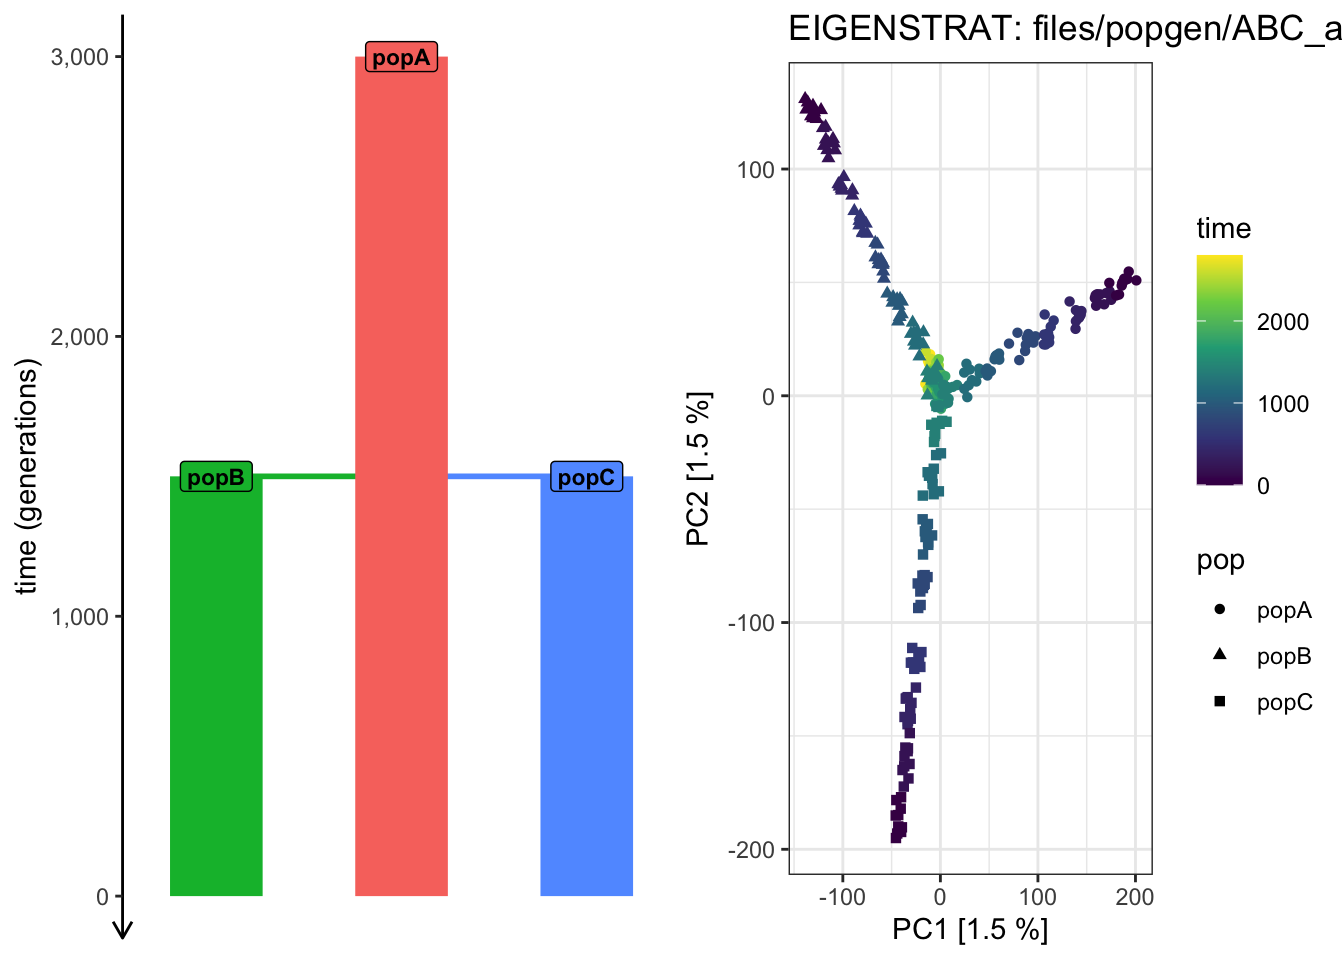 time (generations)
3,000
2,000
1,000
0
popA
popB
popC
EIGENSTRAT: files/popgen/ABC_a
PC2 [1.5 %]
100
0
-100
-200
-100
0
100
200
PC1 [1.5 %]
time
2000
1000
0
pop
popA
popB
popC